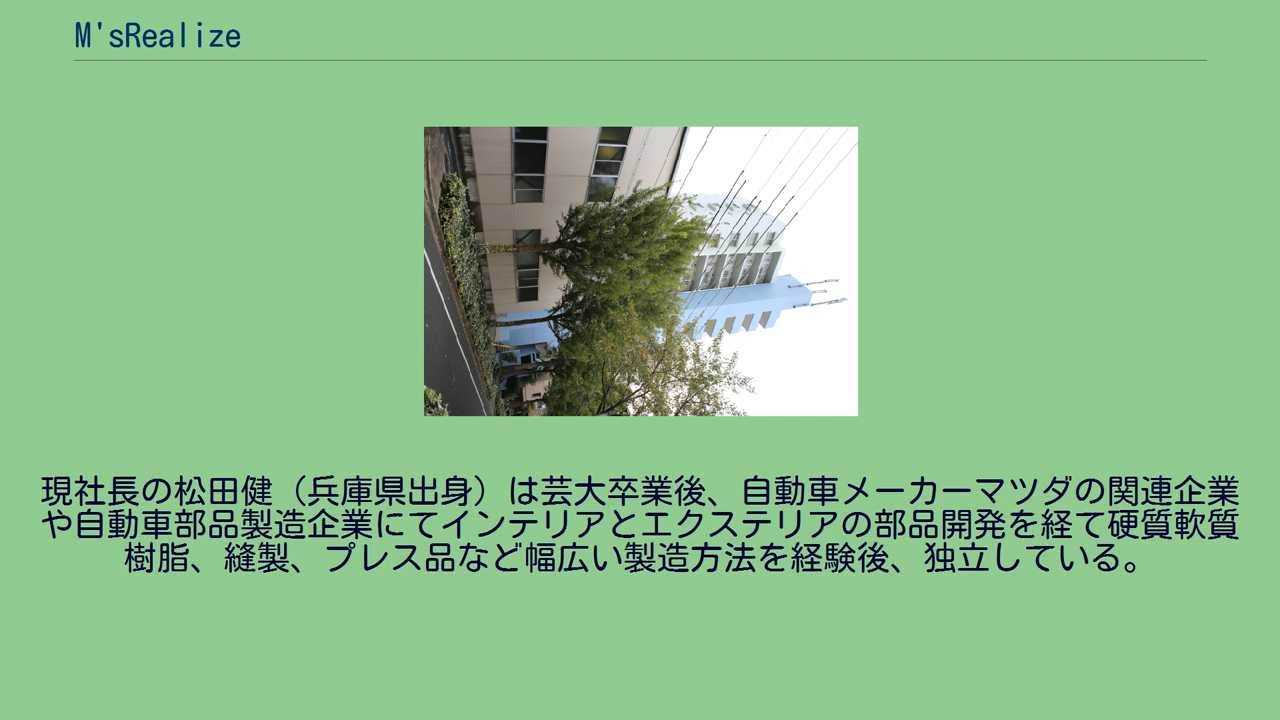 M'sRealize
現社長の松田健（兵庫県出身）は芸大卒業後、自動車メーカーマツダの関連企業
や自動車部品製造企業にてインテリアとエクステリアの部品開発を経て硬質軟質
樹脂、縫製、プレス品など幅広い製造方法を経験後、独立している。